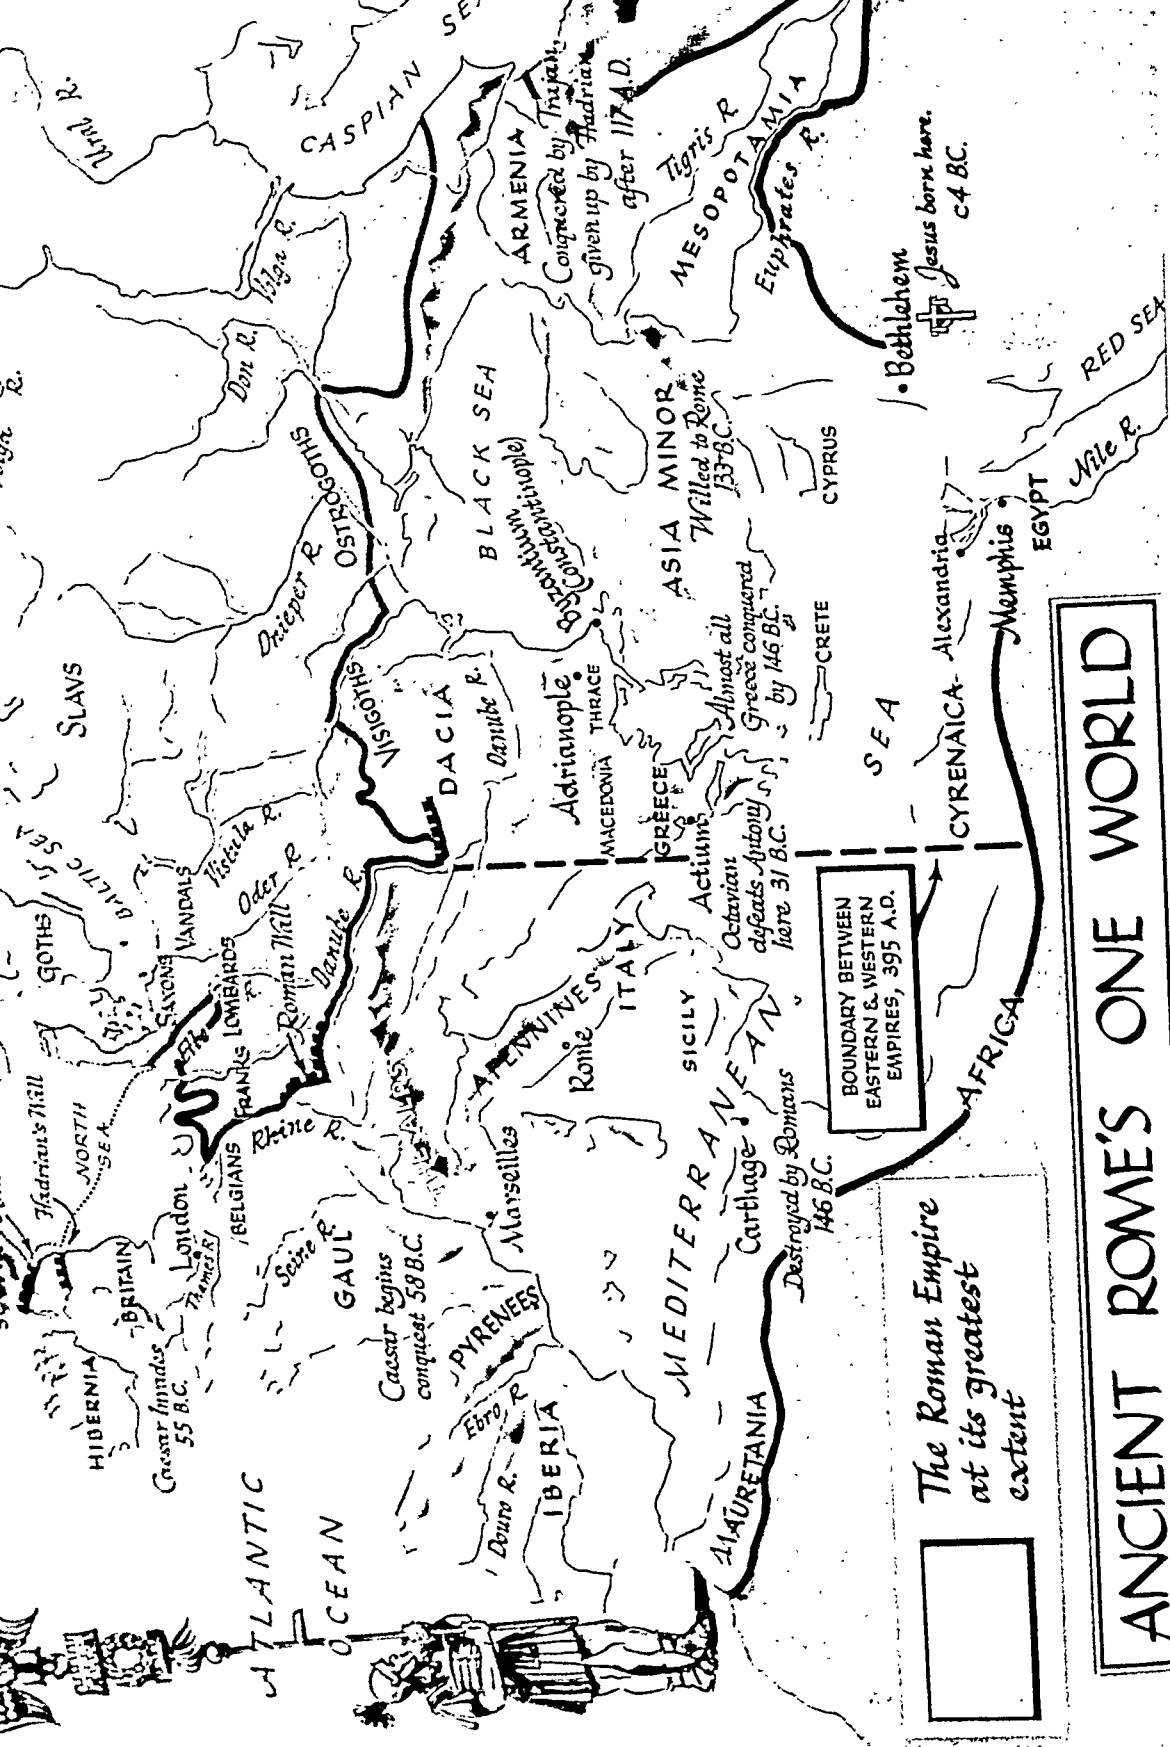 ANCIENT ROME'S ONE WORLD
The Roman Empire
at its greatest
extent
BOUNDARY BETWEEN
EASTERN & WESTERN
EMPIRES, 395 A.D.
ATLANTIC
OCEAN
HIBERNIA
BRITAIN
Caesar Invades
55 B.C.
Hadrian's Wall
NORTH
SEA
London
Thames R.
BELGIANS
FRANKS
LOMBARDS
SAXONS
VANDALS
GOTHS
BALTIC SEA
SLAVS
Elbe
Roman Wall
Rhine R.
Seine R.
GAUL
Caesar begins
conquest 58 B.C.
PYRENEES
Ebro R.
Douro R.
IBERIA
Marseilles
ALPS
APENNINES
Rome
ITALY
SICILY
Oder R.
Vistula R.
Danube R.
VISIGOTHS
DACIA
Danube R.
Dnieper R.
OSTROGOTHS
Don R.
Volga R.
Ural R.
CASPIAN
SEA
BLACK SEA
Byzantium
(Constantinople)
Adrianople
THRACE
MACEDONIA
GREECE
Actium
Octavian
defeats Antony
here 31 B.C.
Almost all
Greece conquered
by 146 B.C.
ASIA MINOR
Willed to Rome
133 B.C.
ARMENIA
Conquered by Trajan,
given up by Hadrian
after 117 A.D.
Tigris R
MESOPOTAMIA
Euphrates R.
Bethlehem
Jesus born here.
c4 B.C.
CYPRUS
CRETE
MEDITERRANEAN
SEA
Carthage
Destroyed by Romans
146 B.C.
MAURETANIA
AFRICA
CYRENAICA
Alexandria
Memphis
EGYPT
Nile R.
RED SEA